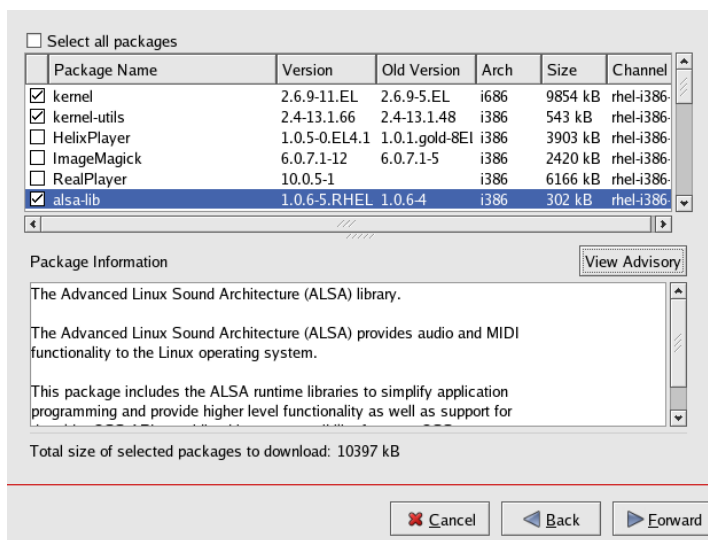 Select all packages
Package Name Version Old Version Arch Size Channel
kernel 2.6.9-11.EL 2.6.9-5.EL i686 9854 kB rhel-i386-
kernel-utils 2.4-13.1.66 2.4-13.1.48 i386 543 kB rhel-i386-
HelixPlayer 1.0.5-0.EL4.1 1.0.1.gold-8EL i386 3903 kB rhel-i386-
ImageMagick 6.0.7.1-12 6.0.7.1-5 i386 2420 kB rhel-i386-
RealPlayer 10.0.5-1 i386 6166 kB rhel-i386-
alsa-lib 1.0.6-5.RHEL 1.0.6-4 i386 302 kB rhel-i386-
Package Information View Advisory
The Advanced Linux Sound Architecture (ALSA) library.
The Advanced Linux Sound Architecture (ALSA) provides audio and MIDI
functionality to the Linux operating system.
This package includes the ALSA runtime libraries to simplify application
programming and provide higher level functionality as well as support for
Total size of selected packages to download: 10397 kB
Cancel Back Forward